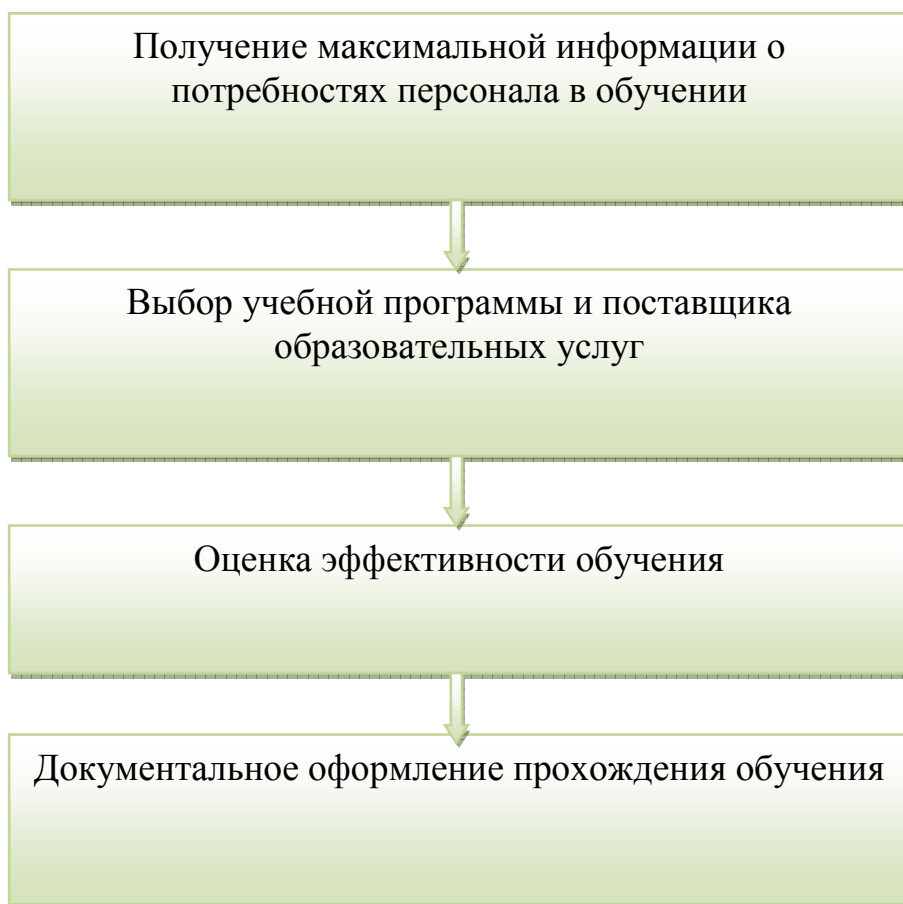 Получение максимальной информации о
потребностях персонала в обучении
Выбор учебной программы и поставщика
образовательных услуг
Оценка эффективности обучения
Документальное оформление прохождения обучения